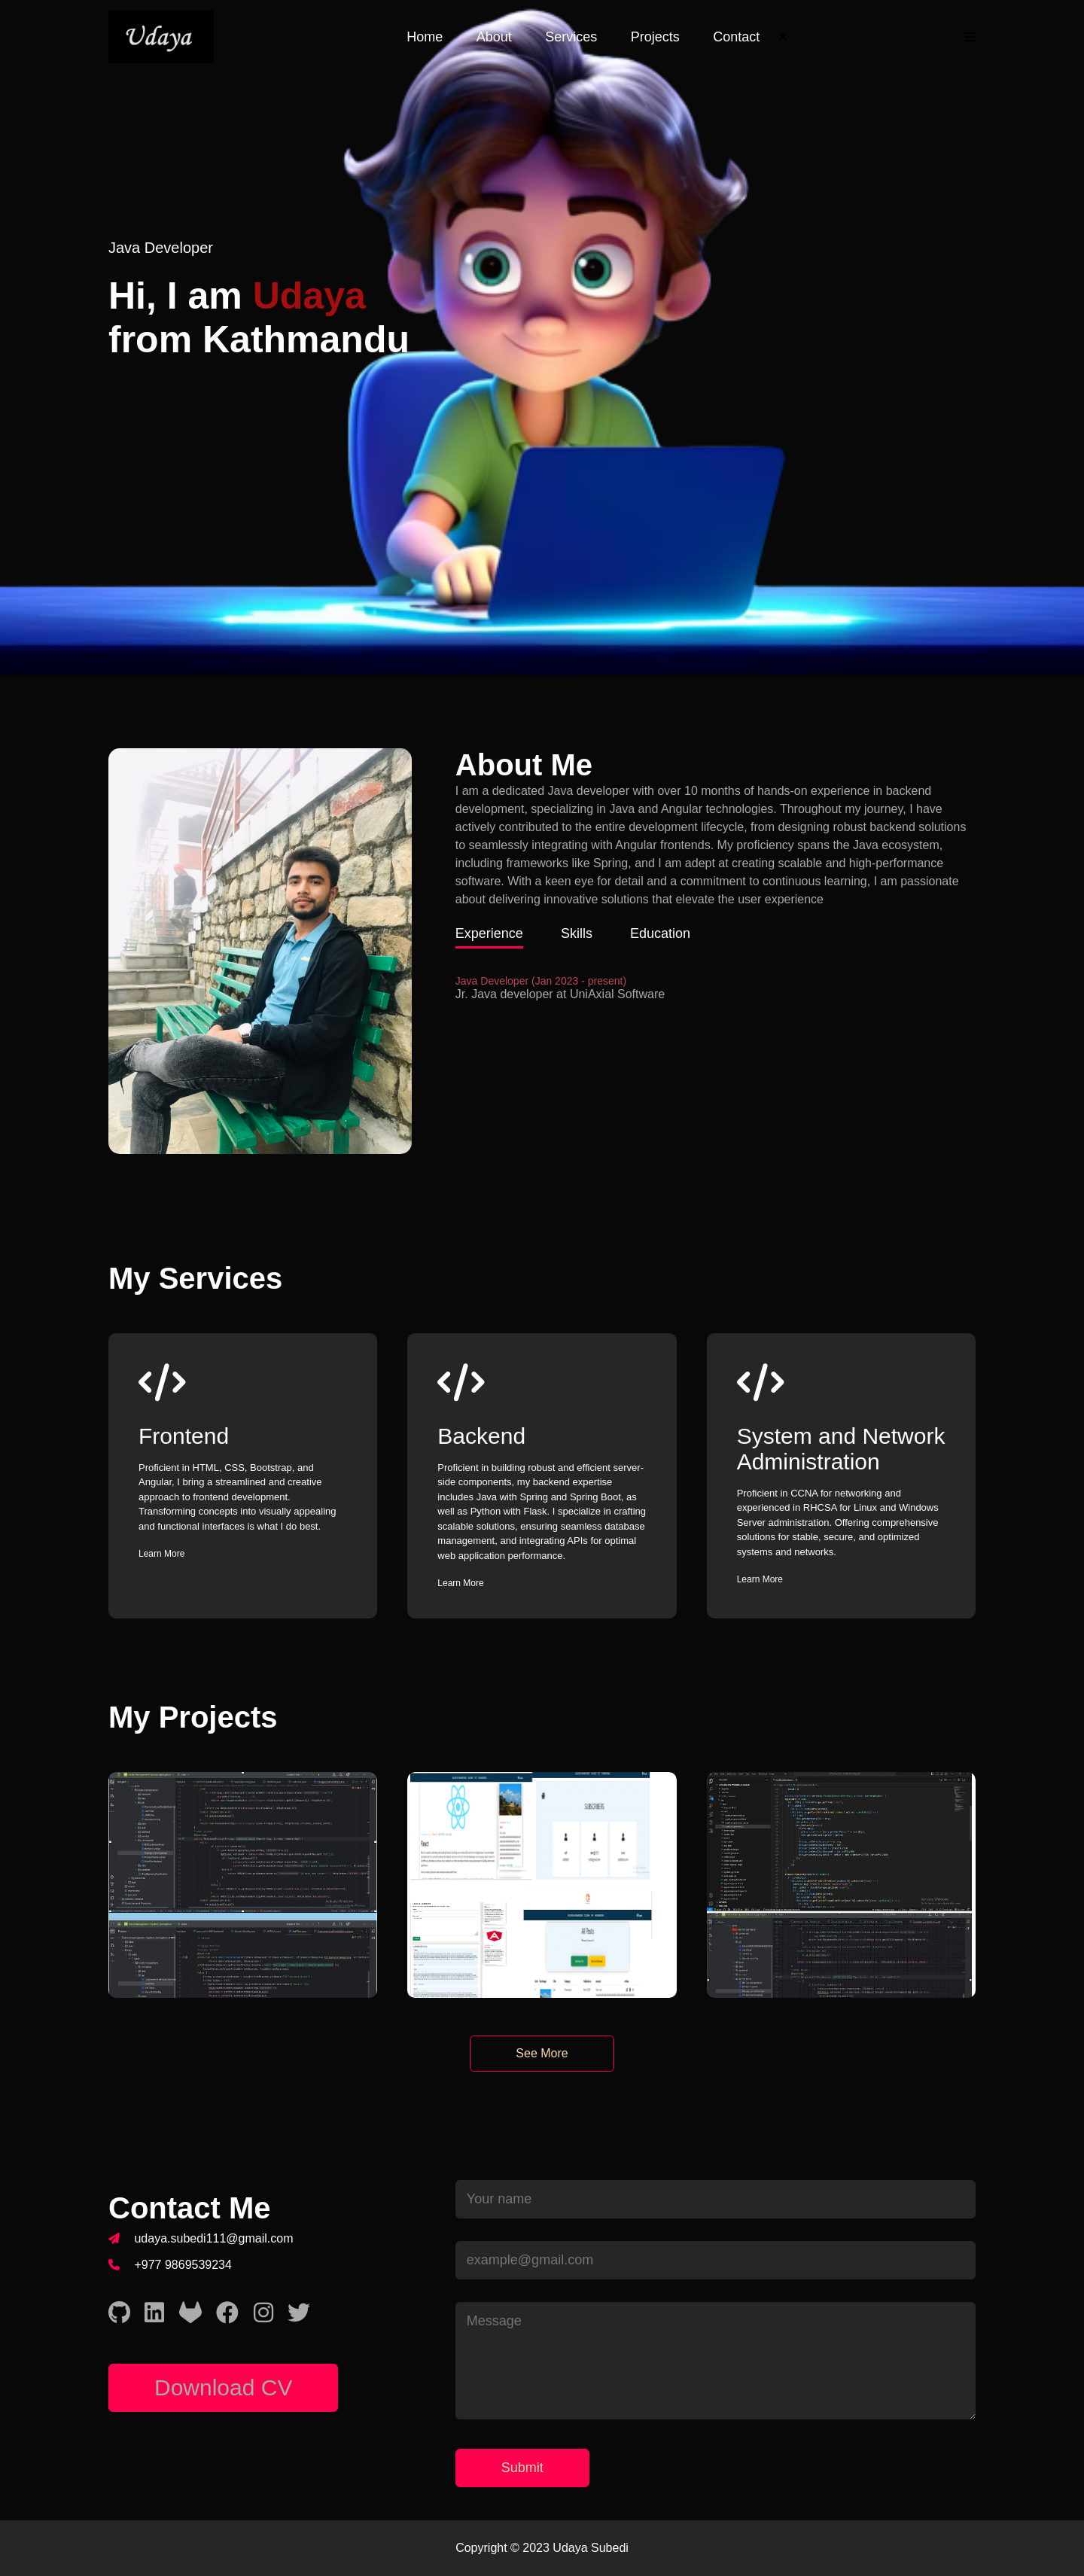 Udaya
Home About Services Projects Contact
Java Developer
Hi, I am Udaya
from Kathmandu
About Me
I am a dedicated Java developer with over 10 months of hands-on experience in backend
development, specializing in Java and Angular technologies. Throughout my journey, I have
actively contributed to the entire development lifecycle, from designing robust backend solutions
to seamlessly integrating with Angular frontends. My proficiency spans the Java ecosystem,
including frameworks like Spring, and I am adept at creating scalable and high-performance
software. With a keen eye for detail and a commitment to continuous learning, I am passionate
about delivering innovative solutions that elevate the user experience
Experience Skills Education
Java Developer (Jan 2023 - present)
Jr. Java developer at UniAxial Software
My Services
Frontend
Proficient in HTML, CSS, Bootstrap, and
Angular, I bring a streamlined and creative
approach to frontend development.
Transforming concepts into visually appealing
and functional interfaces is what I do best.
Learn More
Backend
Proficient in building robust and efficient server-
side components, my backend expertise
includes Java with Spring and Spring Boot, as
well as Python with Flask. I specialize in crafting
scalable solutions, ensuring seamless database
management, and integrating APIs for optimal
web application performance.
Learn More
System and Network
Administration
Proficient in CCNA for networking and
experienced in RHCSA for Linux and Windows
Server administration. Offering comprehensive
solutions for stable, secure, and optimized
systems and networks.
Learn More
My Projects
SUBSCRIBERS
All Posts
See More
Contact Me
udaya.subedi111@gmail.com
+977 9869539234
Download CV
Your name
example@gmail.com
Message
Submit
Copyright © 2023 Udaya Subedi